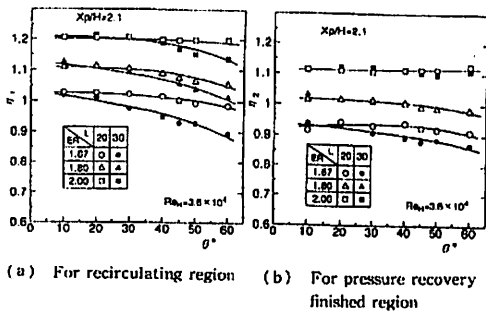 Xp/H=2.1
η1
1.2
1.1
1
0.9
0.8
0.7
0.6
ER L 20 30
1.67
1.80
2.00
ReH=3.6×10⁴
0 10 20 30 40 50 60
θ°
(a) For recirculating region
Xp/H=2.1
η2
1.2
1.1
1
0.9
0.8
0.7
0.6
ER L 20 30
1.67
1.80
2.00
ReH=3.6×10⁴
0 10 20 30 40 50 60
θ°
(b) For pressure recovery
finished region